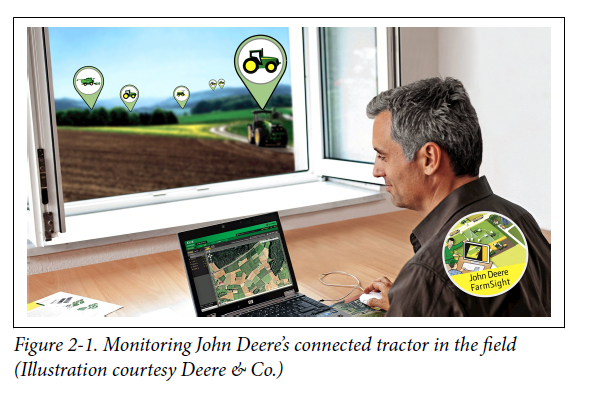 John Deere
FarmSight
Figure 2-1. Monitoring John Deere's connected tractor in the field
(Illustration courtesy Deere & Co.)